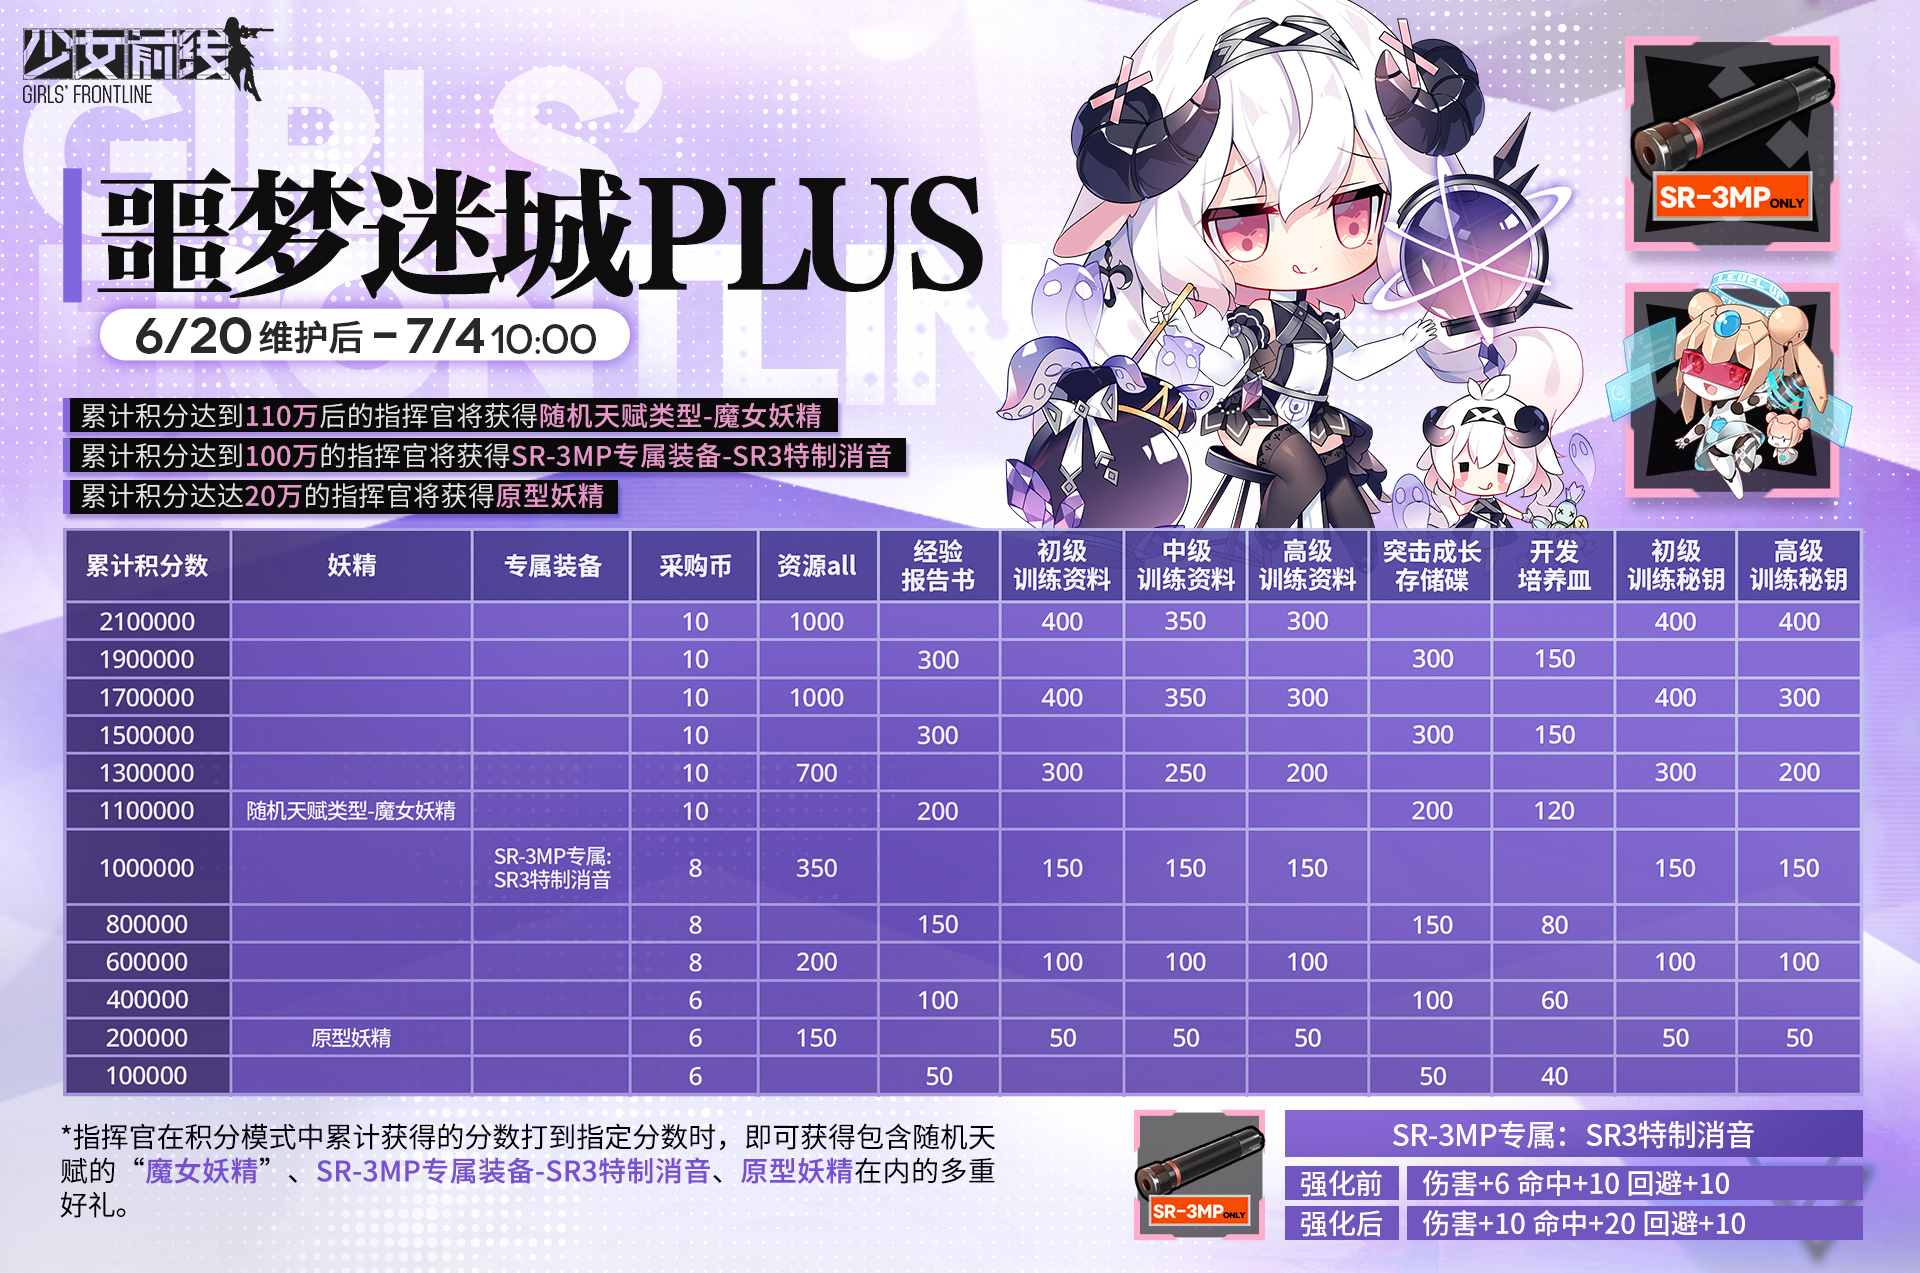 少女前线
GIRLS' FRONTLINE
GIRLS'
FRONTLINE
噩梦迷城PLUS
6/20维护后-7/4 10:00
SR-3MP ONLY
LEVEL UP
累计积分达到110万后的指挥官将获得随机天赋类型-魔女妖精
累计积分达到100万的指挥官将获得SR-3MP专属装备-SR3特制消音
累计积分达达20万的指挥官将获得原型妖精
累计积分数 妖精 专属装备 采购币 资源all 经验报告书 初级训练资料 中级训练资料 高级训练资料 突击成长存储碟 开发培养皿 初级训练秘钥 高级训练秘钥
2100000 10 1000 400 350 300 400 400
1900000 10 300 300 150
1700000 10 1000 400 350 300 400 300
1500000 10 300 300 150
1300000 10 700 300 250 200 300 200
1100000 随机天赋类型-魔女妖精 10 200 200 120
1000000 SR-3MP专属:SR3特制消音 8 350 150 150 150 150 150
800000 8 150 150 80
600000 8 200 100 100 100 100 100
400000 6 100 100 60
200000 原型妖精 6 150 50 50 50 50 50
100000 6 50 50 40
*指挥官在积分模式中累计获得的分数打到指定分数时，即可获得包含随机天
赋的“魔女妖精”、SR-3MP专属装备-SR3特制消音、原型妖精在内的多重
好礼。
SR-3MP ONLY
SR-3MP专属：SR3特制消音
强化前 伤害+6 命中+10 回避+10
强化后 伤害+10 命中+20 回避+10